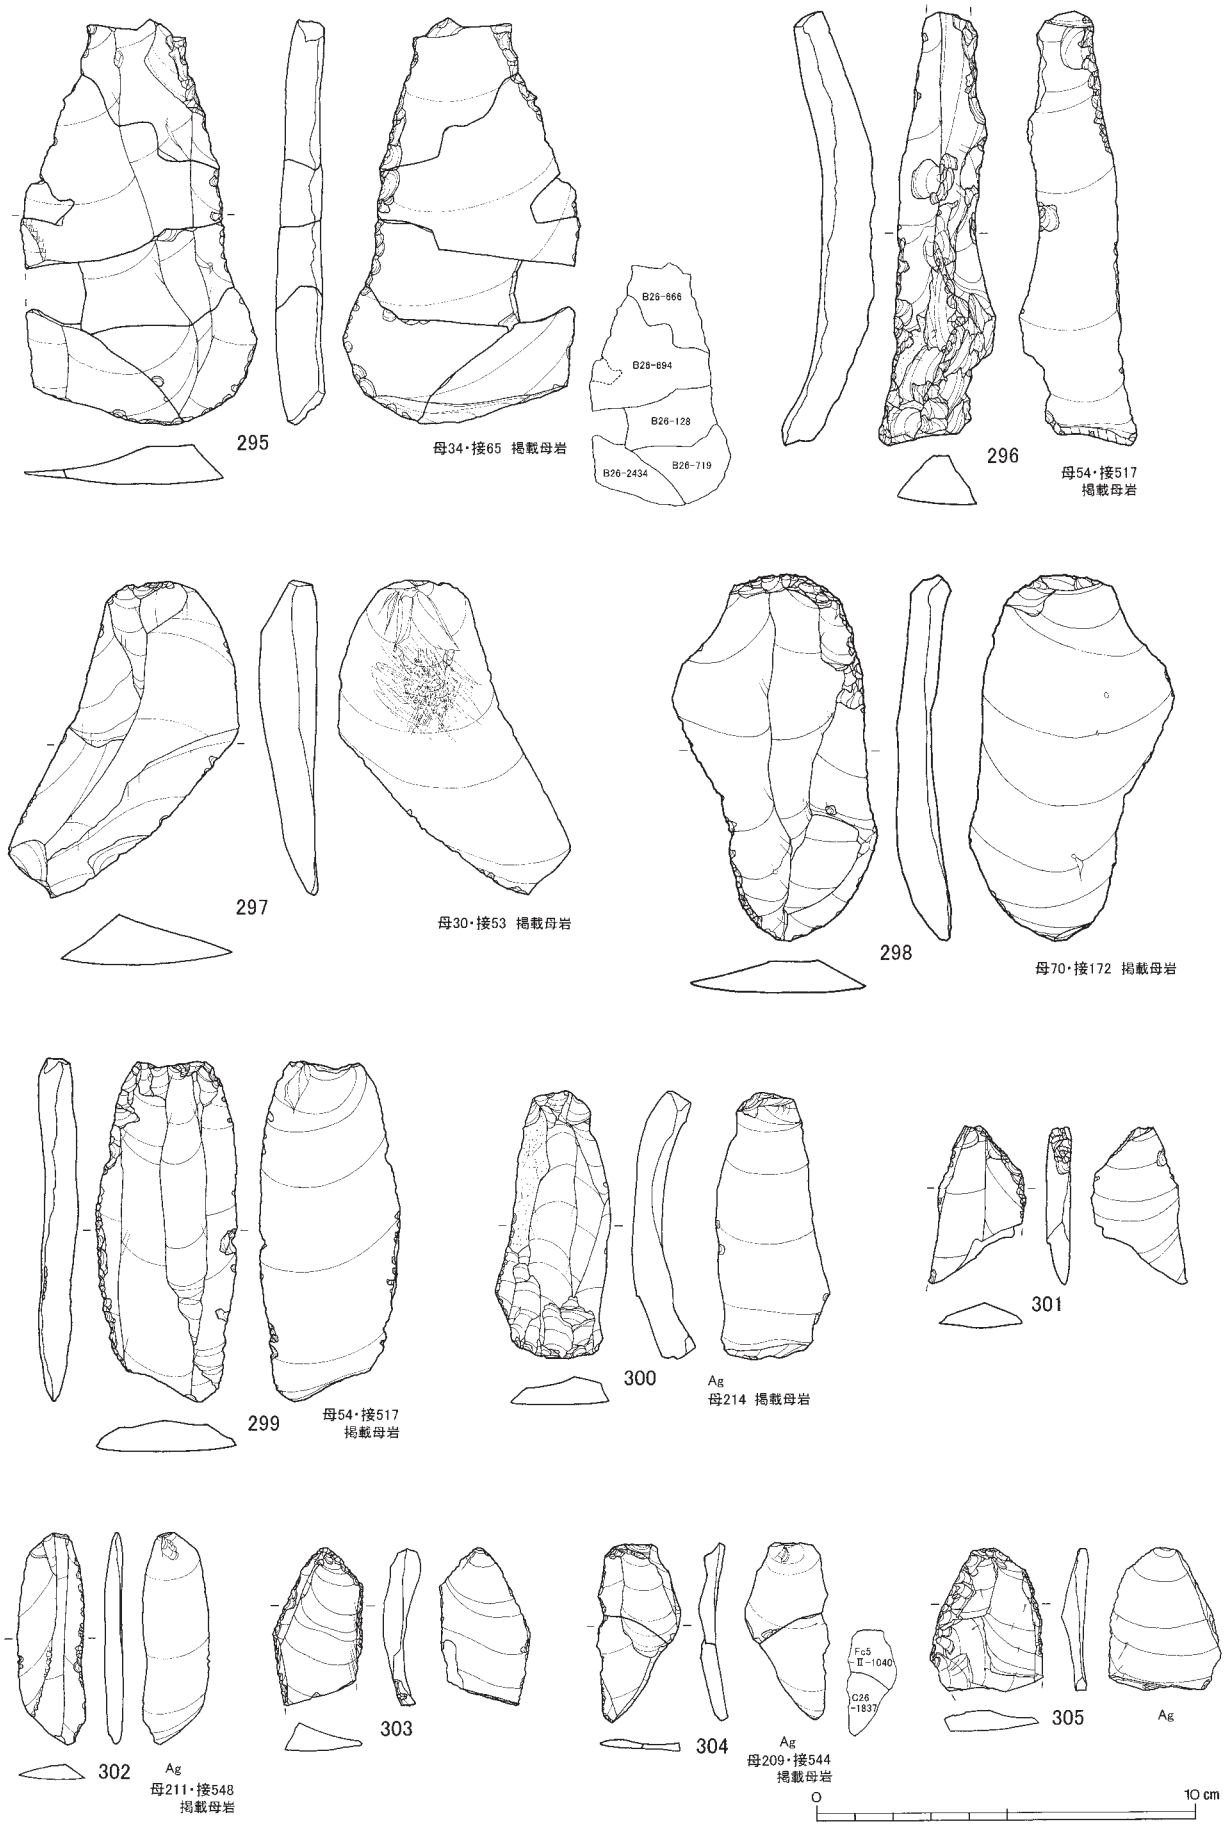 295
母34・接65 掲載母岩
B26-666
B26-694
B26-128
B26-719
B26-2434
296
母54・接517
掲載母岩
297
母30・接53 掲載母岩
298
母70・接172 掲載母岩
299
母54・接517
掲載母岩
300
Ag
母214 掲載母岩
301
302
Ag
母211・接548
掲載母岩
303
304
Ag
母209・接544
掲載母岩
Fc5
-Ⅱ-1040
C26
-1837
305
Ag
0 10 cm